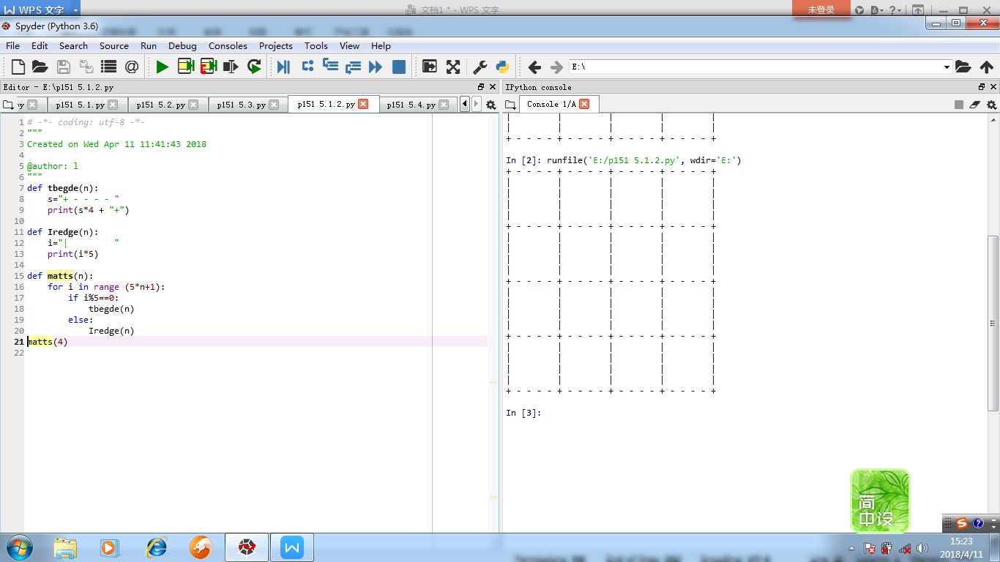 WPS 文字
文档1 * - WPS 文字
未登录
Spyder (Python 3.6)
File Edit Search Source Run Debug Consoles Projects Tools View Help
E:\
Editor - E:\p151 5.1.2.py
IPython console
p151 5.1.py p151 5.2.py p151 5.3.py p151 5.1.2.py p151 5.4.py
Console 1/A
1 # -*- coding: utf-8 -*-
2 """
3 Created on Wed Apr 11 11:41:43 2018
4
5 @author: l
6 """
7 def tbegde(n):
8     s="+ - - - - "
9     print(s*4 + "+")
10
11 def Iredge(n):
12     i="|         "
13     print(i*5)
14
15 def matts(n):
16     for i in range (5*n+1):
17         if i%5==0:
18             tbegde(n)
19         else:
20             Iredge(n)
21 matts(4)
22
|         |         |         |         |
|         |         |         |         |
+ - - - - + - - - - + - - - - + - - - - +
In [2]: runfile('E:/p151 5.1.2.py', wdir='E:')
+ - - - - + - - - - + - - - - + - - - - +
|         |         |         |         |
|         |         |         |         |
|         |         |         |         |
|         |         |         |         |
+ - - - - + - - - - + - - - - + - - - - +
|         |         |         |         |
|         |         |         |         |
|         |         |         |         |
|         |         |         |         |
+ - - - - + - - - - + - - - - + - - - - +
|         |         |         |         |
|         |         |         |         |
|         |         |         |         |
|         |         |         |         |
+ - - - - + - - - - + - - - - + - - - - +
|         |         |         |         |
|         |         |         |         |
|         |         |         |         |
|         |         |         |         |
+ - - - - + - - - - + - - - - + - - - - +
In [3]:
简
中设
15:23
2018/4/11